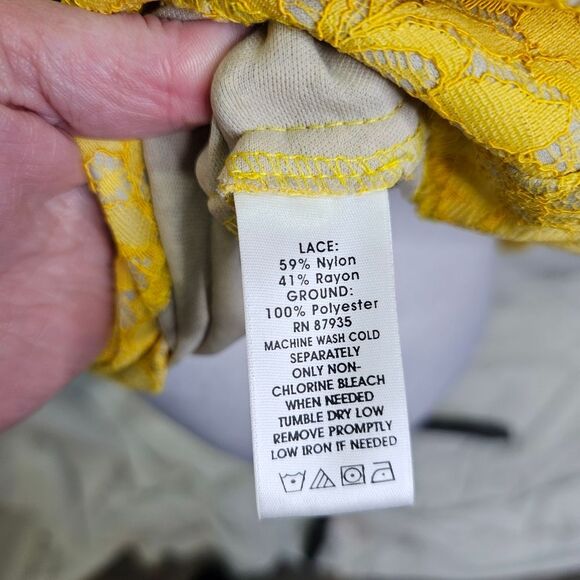 LACE:
59% Nylon
41% Rayon
GROUND:
100% Polyester
RN 87935
MACHINE WASH COLD
SEPARATELY
ONLY NON-
CHLORINE BLEACH
WHEN NEEDED
TUMBLE DRY LOW
REMOVE PROMPTLY
LOW IRON IF NEEDED